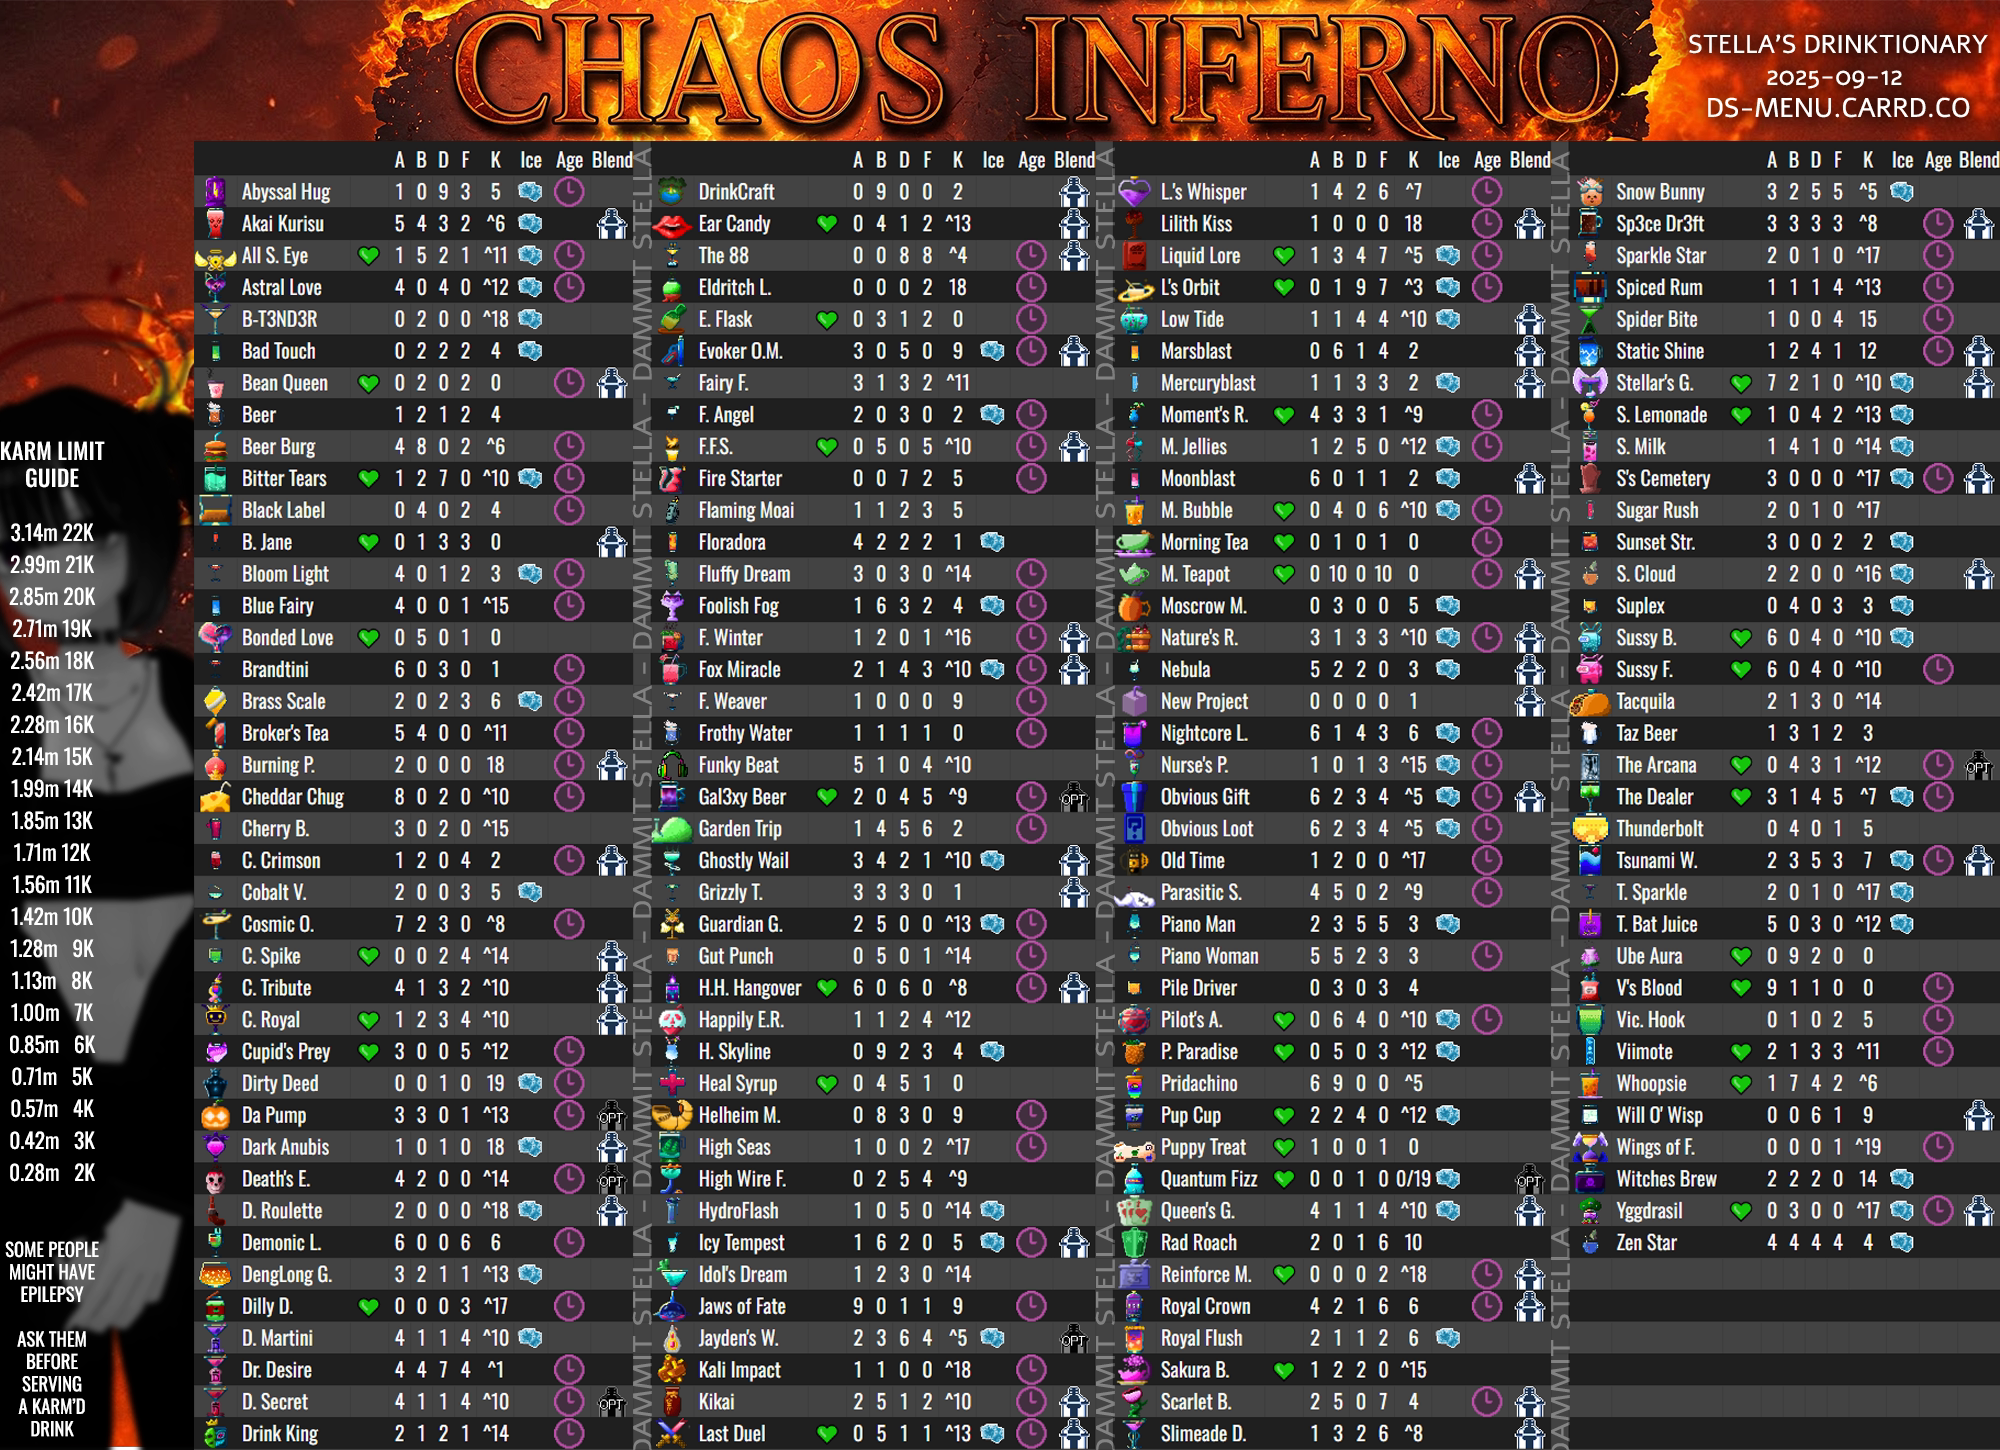 CHAOS INFERNO
STELLA'S DRINKTIONARY
2025-09-12
DS-MENU.CARRD.CO
KARM LIMIT
GUIDE
3.14m 22K
2.99m 21K
2.85m 20K
2.71m 19K
2.56m 18K
2.42m 17K
2.28m 16K
2.14m 15K
1.99m 14K
1.85m 13K
1.71m 12K
1.56m 11K
1.42m 10K
1.28m 9K
1.13m 8K
1.00m 7K
0.85m 6K
0.71m 5K
0.57m 4K
0.42m 3K
0.28m 2K
SOME PEOPLE
MIGHT HAVE
EPILEPSY
ASK THEM
BEFORE
SERVING
A KARM'D
DRINK
A B D F K Ice Age Blend
Abyssal Hug 1 0 9 3 5
Akai Kurisu 5 4 3 2 ^6
All S. Eye 1 5 2 1 ^11
Astral Love 4 0 4 0 ^12
B-T3ND3R 0 2 0 0 ^18
Bad Touch 0 2 2 2 4
Bean Queen 0 2 0 2 0
Beer 1 2 1 2 4
Beer Burg 4 8 0 2 ^6
Bitter Tears 1 2 7 0 ^10
Black Label 0 4 0 2 4
B. Jane 0 1 3 3 0
Bloom Light 4 0 1 2 3
Blue Fairy 4 0 0 1 ^15
Bonded Love 0 5 0 1 0
Brandtini 6 0 3 0 1
Brass Scale 2 0 2 3 6
Broker's Tea 5 4 0 0 ^11
Burning P. 2 0 0 0 18
Cheddar Chug 8 0 2 0 ^10
Cherry B. 3 0 2 0 ^15
C. Crimson 1 2 0 4 2
Cobalt V. 2 0 0 3 5
Cosmic O. 7 2 3 0 ^8
C. Spike 0 0 2 4 ^14
C. Tribute 4 1 3 2 ^10
C. Royal 1 2 3 4 ^10
Cupid's Prey 3 0 0 5 ^12
Dirty Deed 0 0 1 0 19
Da Pump 3 3 0 1 ^13 OPT
Dark Anubis 1 0 1 0 18
Death's E. 4 2 0 0 ^14 OPT
D. Roulette 2 0 0 0 ^18
Demonic L. 6 0 0 6 6
DengLong G. 3 2 1 1 ^13
Dilly D. 0 0 0 3 ^17
D. Martini 4 1 1 4 ^10
Dr. Desire 4 4 7 4 ^1
D. Secret 4 1 1 4 ^10 OPT
Drink King 2 1 2 1 ^14
DAMMIT STELLA - DAMMIT STELLA - DAMMIT STELLA - DAMMIT STELLA
A B D F K Ice Age Blend
DrinkCraft 0 9 0 0 2
Ear Candy 0 4 1 2 ^13
The 88 0 0 8 8 ^4
Eldritch L. 0 0 0 2 18
E. Flask 0 3 1 2 0
Evoker O.M. 3 0 5 0 9
Fairy F. 3 1 3 2 ^11
F. Angel 2 0 3 0 2
F.F.S. 0 5 0 5 ^10
Fire Starter 0 0 7 2 5
Flaming Moai 1 1 2 3 5
Floradora 4 2 2 2 1
Fluffy Dream 3 0 3 0 ^14
Foolish Fog 1 6 3 2 4
F. Winter 1 2 0 1 ^16
Fox Miracle 2 1 4 3 ^10
F. Weaver 1 0 0 0 9
Frothy Water 1 1 1 1 0
Funky Beat 5 1 0 4 ^10
Gal3xy Beer 2 0 4 5 ^9 OPT
Garden Trip 1 4 5 6 2
Ghostly Wail 3 4 2 1 ^10
Grizzly T. 3 3 3 0 1
Guardian G. 2 5 0 0 ^13
Gut Punch 0 5 0 1 ^14
H.H. Hangover 6 0 6 0 ^8
Happily E.R. 1 1 2 4 ^12
H. Skyline 0 9 2 3 4
Heal Syrup 0 4 5 1 0
Helheim M. 0 8 3 0 9
High Seas 1 0 0 2 ^17
High Wire F. 0 2 5 4 ^9
HydroFlash 1 0 5 0 ^14
Icy Tempest 1 6 2 0 5
Idol's Dream 1 2 3 0 ^14
Jaws of Fate 9 0 1 1 9
Jayden's W. 2 3 6 4 ^5 OPT
Kali Impact 1 1 0 0 ^18
Kikai 2 5 1 2 ^10
Last Duel 0 5 1 1 ^13
DAMMIT STELLA - DAMMIT STELLA - DAMMIT STELLA - DAMMIT STELLA
A B D F K Ice Age Blend
L.'s Whisper 1 4 2 6 ^7
Lilith Kiss 1 0 0 0 18
Liquid Lore 1 3 4 7 ^5
L's Orbit 0 1 9 7 ^3
Low Tide 1 1 4 4 ^10
Marsblast 0 6 1 4 2
Mercuryblast 1 1 3 3 2
Moment's R. 4 3 3 1 ^9
M. Jellies 1 2 5 0 ^12
Moonblast 6 0 1 1 2
M. Bubble 0 4 0 6 ^10
Morning Tea 0 1 0 1 0
M. Teapot 0 10 0 10 0
Moscrow M. 0 3 0 0 5
Nature's R. 3 1 3 3 ^10
Nebula 5 2 2 0 3
New Project 0 0 0 0 1
Nightcore L. 6 1 4 3 6
Nurse's P. 1 0 1 3 ^15
Obvious Gift 6 2 3 4 ^5
Obvious Loot 6 2 3 4 ^5
Old Time 1 2 0 0 ^17
Parasitic S. 4 5 0 2 ^9
Piano Man 2 3 5 5 3
Piano Woman 5 5 2 3 3
Pile Driver 0 3 0 3 4
Pilot's A. 0 6 4 0 ^10
P. Paradise 0 5 0 3 ^12
Pridachino 6 9 0 0 ^5
Pup Cup 2 2 4 0 ^12
Puppy Treat 1 0 0 1 0
Quantum Fizz 0 0 1 0 0/19 OPT
Queen's G. 4 1 1 4 ^10
Rad Roach 2 0 1 6 10
Reinforce M. 0 0 0 2 ^18
Royal Crown 4 2 1 6 6
Royal Flush 2 1 1 2 6
Sakura B. 1 2 2 0 ^15
Scarlet B. 2 5 0 7 4
Slimeade D. 1 3 2 6 ^8
DAMMIT STELLA - DAMMIT STELLA - DAMMIT STELLA - DAMMIT STELLA
A B D F K Ice Age Blend
Snow Bunny 3 2 5 5 ^5
Sp3ce Dr3ft 3 3 3 3 ^8
Sparkle Star 2 0 1 0 ^17
Spiced Rum 1 1 1 4 ^13
Spider Bite 1 0 0 4 15
Static Shine 1 2 4 1 12
Stellar's G. 7 2 1 0 ^10
S. Lemonade 1 0 4 2 ^13
S. Milk 1 4 1 0 ^14
S's Cemetery 3 0 0 0 ^17
Sugar Rush 2 0 1 0 ^17
Sunset Str. 3 0 0 2 2
S. Cloud 2 2 0 0 ^16
Suplex 0 4 0 3 3
Sussy B. 6 0 4 0 ^10
Sussy F. 6 0 4 0 ^10
Tacquila 2 1 3 0 ^14
Taz Beer 1 3 1 2 3
The Arcana 0 4 3 1 ^12 OPT
The Dealer 3 1 4 5 ^7
Thunderbolt 0 4 0 1 5
Tsunami W. 2 3 5 3 7
T. Sparkle 2 0 1 0 ^17
T. Bat Juice 5 0 3 0 ^12
Ube Aura 0 9 2 0 0
V's Blood 9 1 1 0 0
Vic. Hook 0 1 0 2 5
Viimote 2 1 3 3 ^11
Whoopsie 1 7 4 2 ^6
Will O' Wisp 0 0 6 1 9
Wings of F. 0 0 0 1 ^19
Witches Brew 2 2 2 0 14
Yggdrasil 0 3 0 0 ^17
Zen Star 4 4 4 4 4